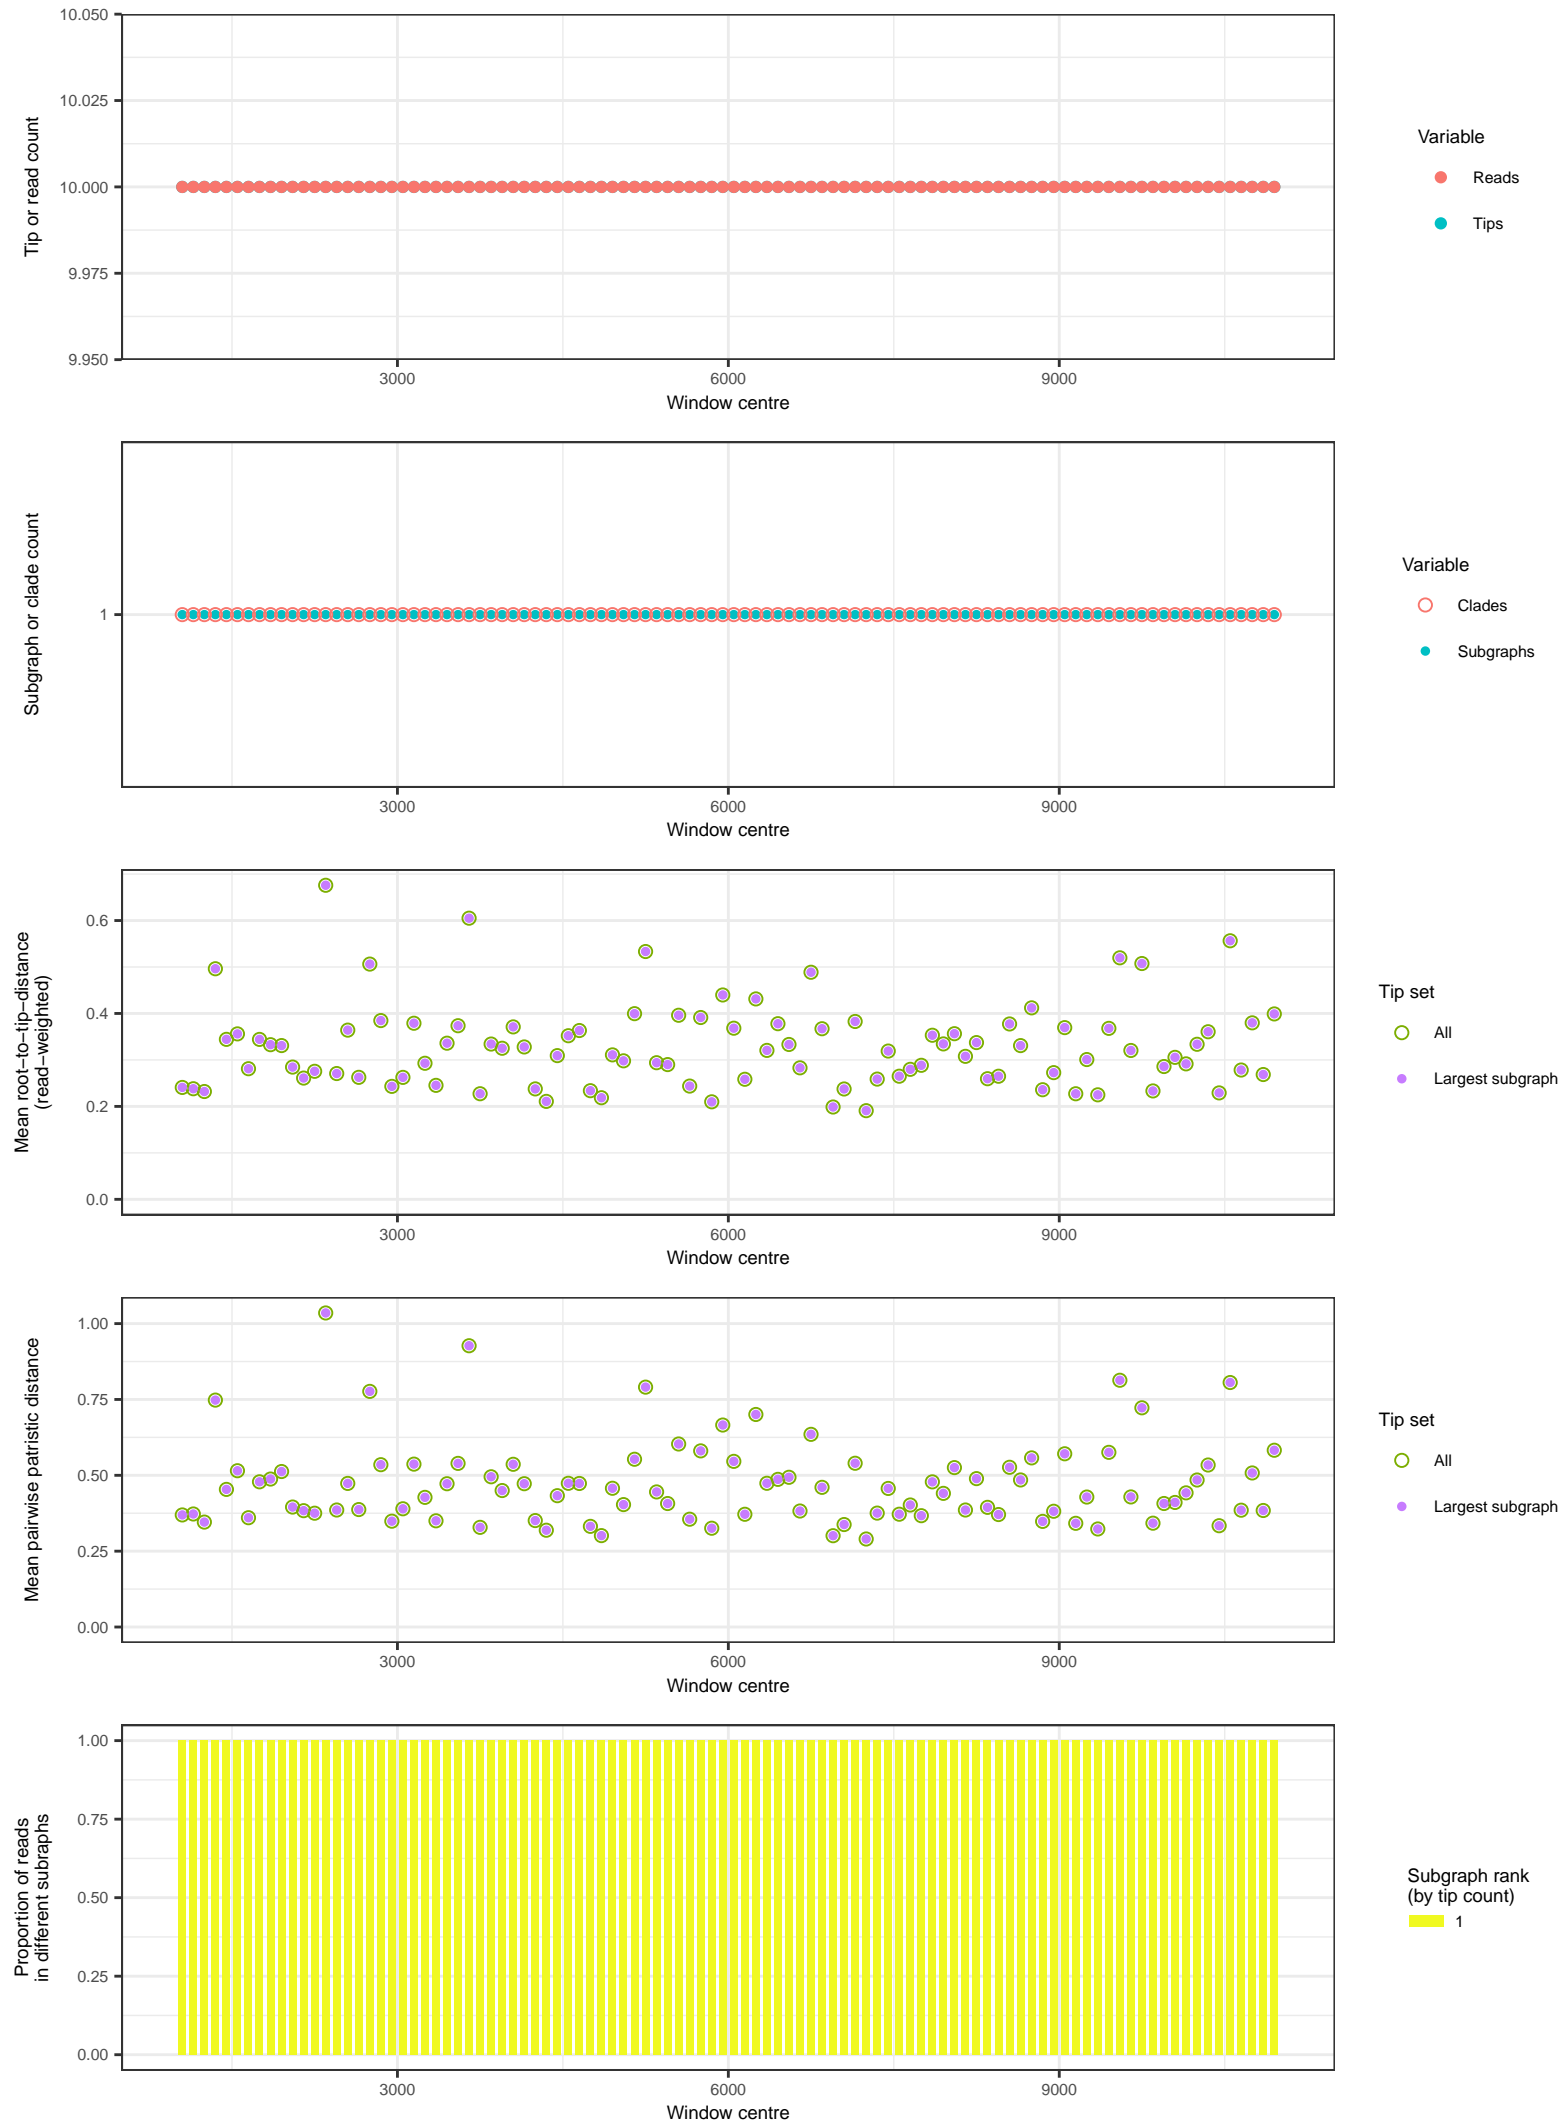 10.050
10.025
10.000
9.975
9.950
Tip or read count
3000 6000 9000
Window centre
Variable
Reads
Tips
1
Subgraph or clade count
3000 6000 9000
Window centre
Variable
Clades
Subgraphs
0.6
0.4
0.2
0.0
Mean root−to−tip−distance
(read−weighted)
3000 6000 9000
Window centre
Tip set
All
Largest subgraph
1.00
0.75
0.50
0.25
0.00
Mean pairwise patristic distance
3000 6000 9000
Window centre
Tip set
All
Largest subgraph
1.00
0.75
0.50
0.25
0.00
Proportion of reads
in different subraphs
3000 6000 9000
Window centre
Subgraph rank
(by tip count)
1